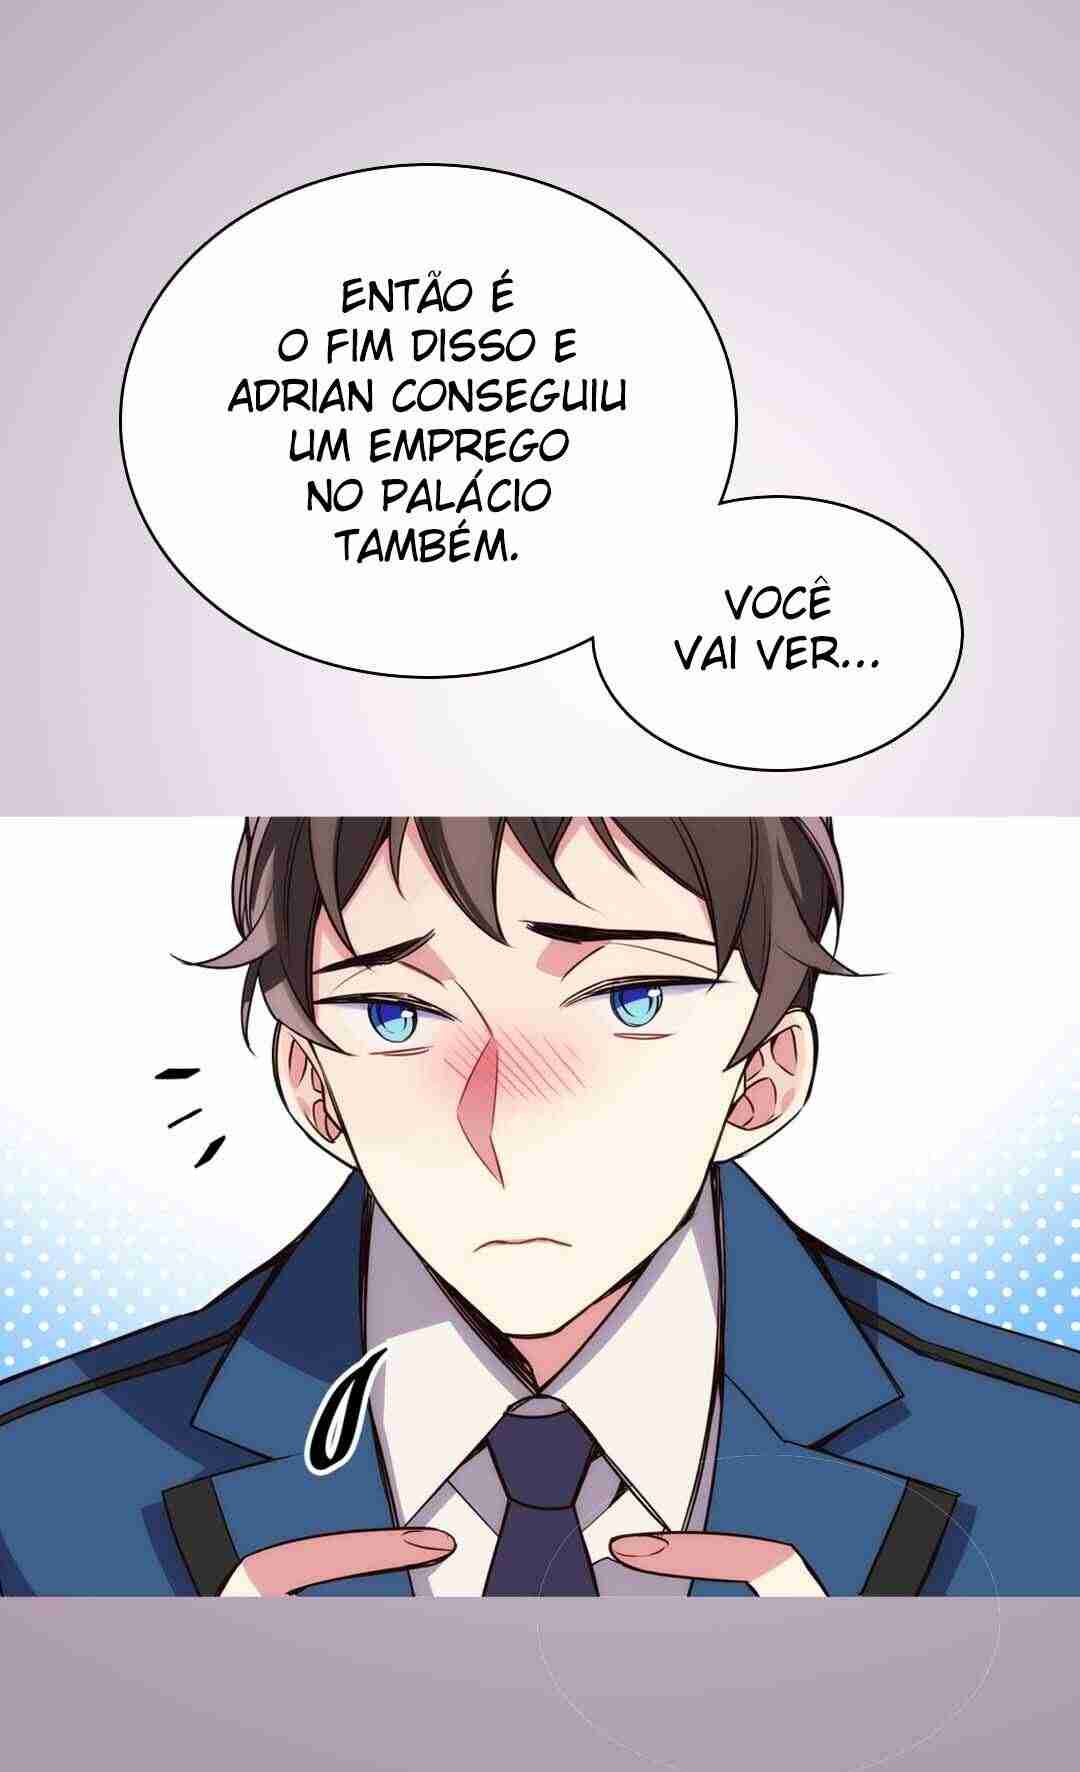 ENTÃO É
O FIM DISSO E
ADRIAN CONSEGUIU
UM EMPREGO
NO PALÁCIO
TAMBÉM.
VOCÊ
VAI VER...